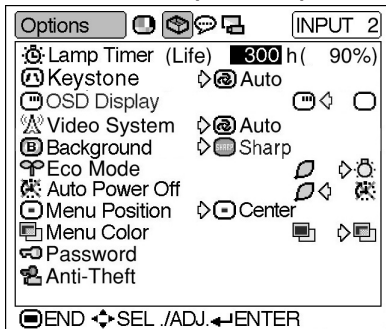 Options INPUT 2
Lamp Timer (Life) 300 h( 90%)
Keystone Auto
OSD Display
Video System Auto
Background SHARP Sharp
Eco Mode
Auto Power Off
Menu Position Center
Menu Color
Password
Anti-Theft
END SEL ./ADJ. ENTER